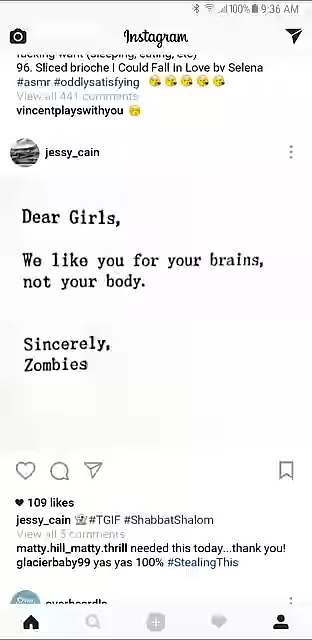 100% 9:36 AM
Instagram
fucking want (sleeping, eating, etc)
96. Sliced brioche I Could Fall In Love by Selena
#asmr #oddlysatisfying
View all 441 comments
vincentplayswithyou
jessy_cain
Dear Girls,
We like you for your brains,
not your body.
Sincerely,
Zombies
109 likes
jessy_cain #TGIF #ShabbatShalom
View all 5 comments
matty.hill_matty.thrill needed this today...thank you!
glacierbaby99 yas yas 100% #StealingThis